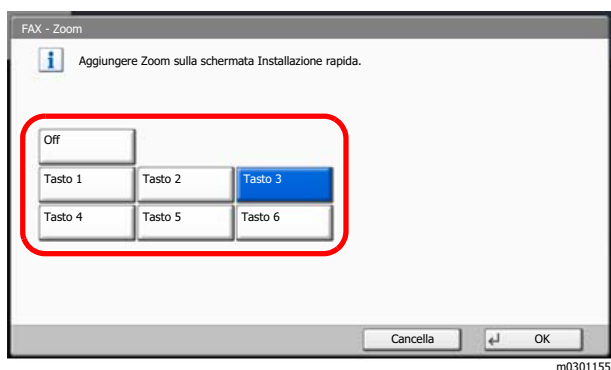 FAX - Zoom
Aggiungere Zoom sulla schermata Installazione rapida.
Off
Tasto 1 Tasto 2 Tasto 3
Tasto 4 Tasto 5 Tasto 6
Cancella OK
m0301155